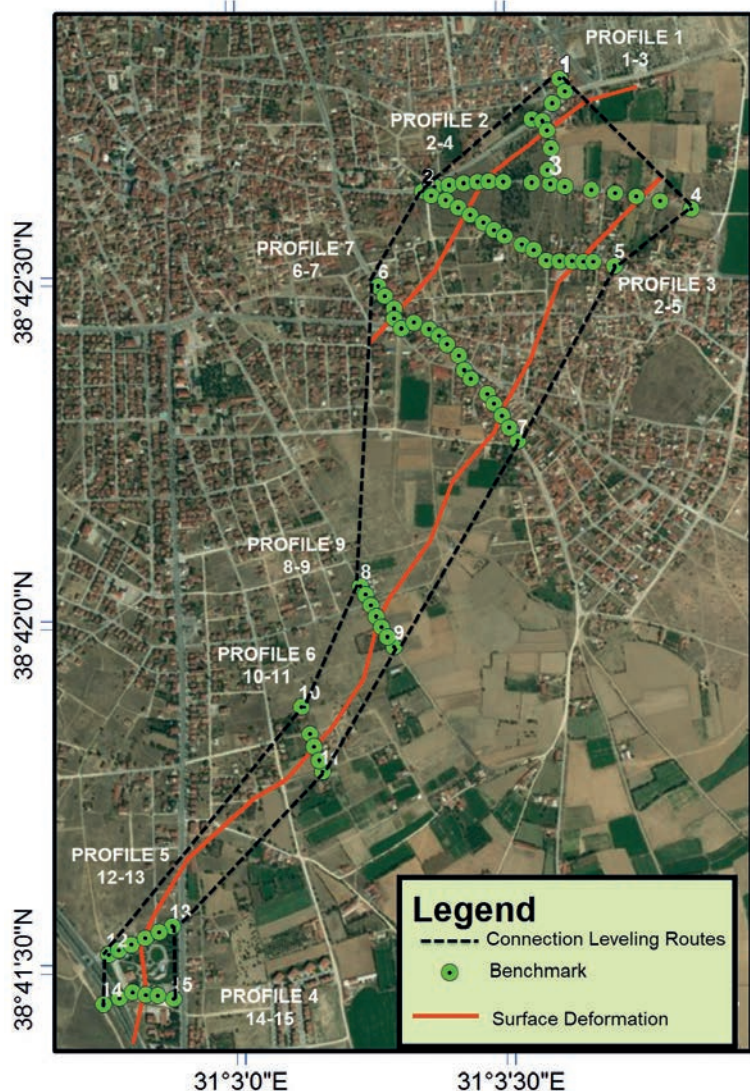 PROFILE 1
1-3
1
PROFILE 2
2-4
3
2
4
PROFILE 7
6-7
5
6
PROFILE 3
2-5
38°42'30"N
7
PROFILE 9
8-9
8
38°42'0"N
9
PROFILE 6
10-11
10
11
PROFILE 5
12-13
13
12
38°41'30"N
14
15
PROFILE 4
14-15
Legend
Connection Leveling Routes
Benchmark
Surface Deformation
31°3'0"E
31°3'30"E